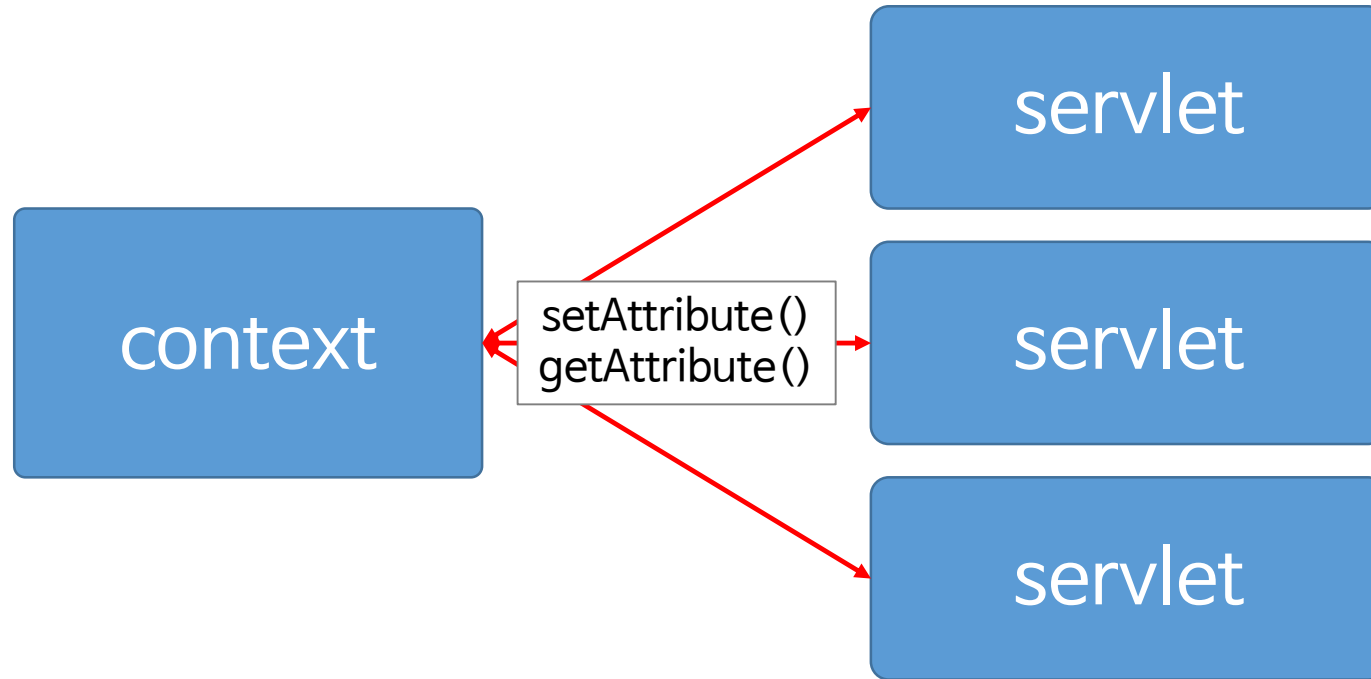 servlet
context
setAttribute()
getAttribute()
servlet
servlet